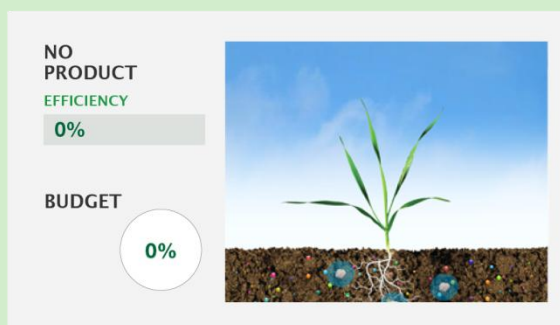 NO
PRODUCT
EFFICIENCY
0%
BUDGET
0%